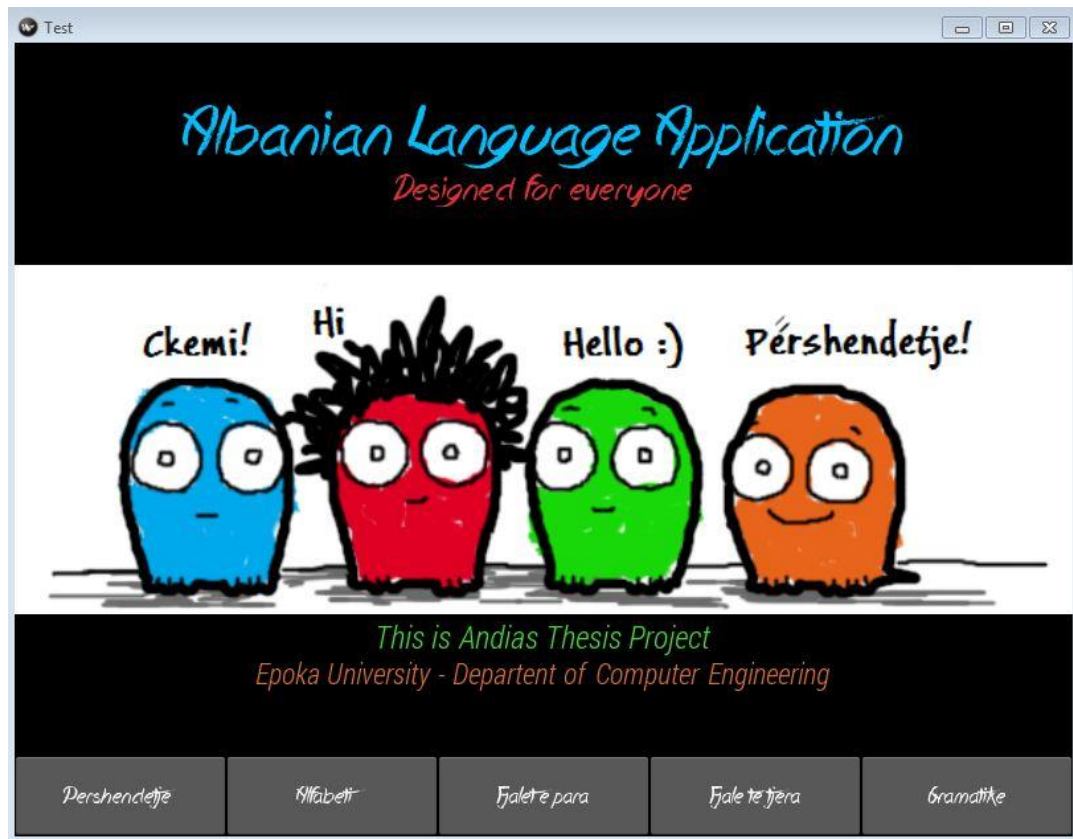 Test
Albanian Language Application
Designed for everyone
Ckemi!
Hi
Hello :)
Përshendetje!
This is Andias Thesis Project
Epoka University - Departent of Computer Engineering
Pershendetje
Alfabeti
Fjalet e para
Fjale te tjera
Gramatike